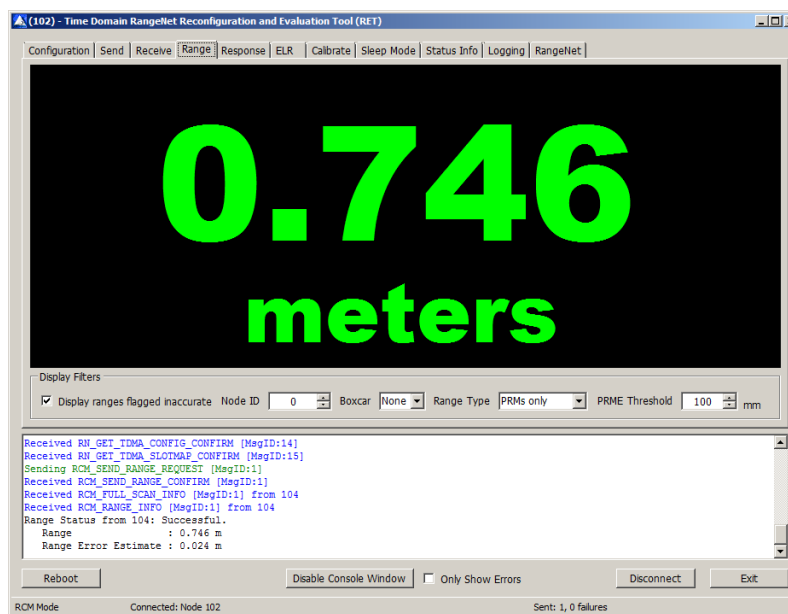 (102) - Time Domain RangeNet Reconfiguration and Evaluation Tool (RET)
Configuration Send Receive Range Response ELR Calibrate Sleep Mode Status Info Logging RangeNet
0.746
meters
Display Filters
Display ranges flagged inaccurate Node ID 0 Boxcar None Range Type PRMs only PRME Threshold 100 mm
Received RN_GET_TDMA_CONFIG_CONFIRM [MsgID:14]
Received RN_GET_TDMA_SLOTMAP_CONFIRM [MsgID:15]
Sending RCM_SEND_RANGE_REQUEST [MsgID:1]
Received RCM_SEND_RANGE_CONFIRM [MsgID:1]
Received RCM_FULL_SCAN_INFO [MsgID:1] from 104
Received RCM_RANGE_INFO [MsgID:1] from 104
Range Status from 104: Successful.
Range : 0.746 m
Range Error Estimate : 0.024 m
Reboot Disable Console Window Only Show Errors Disconnect Exit
RCM Mode Connected: Node 102 Sent: 1, 0 failures